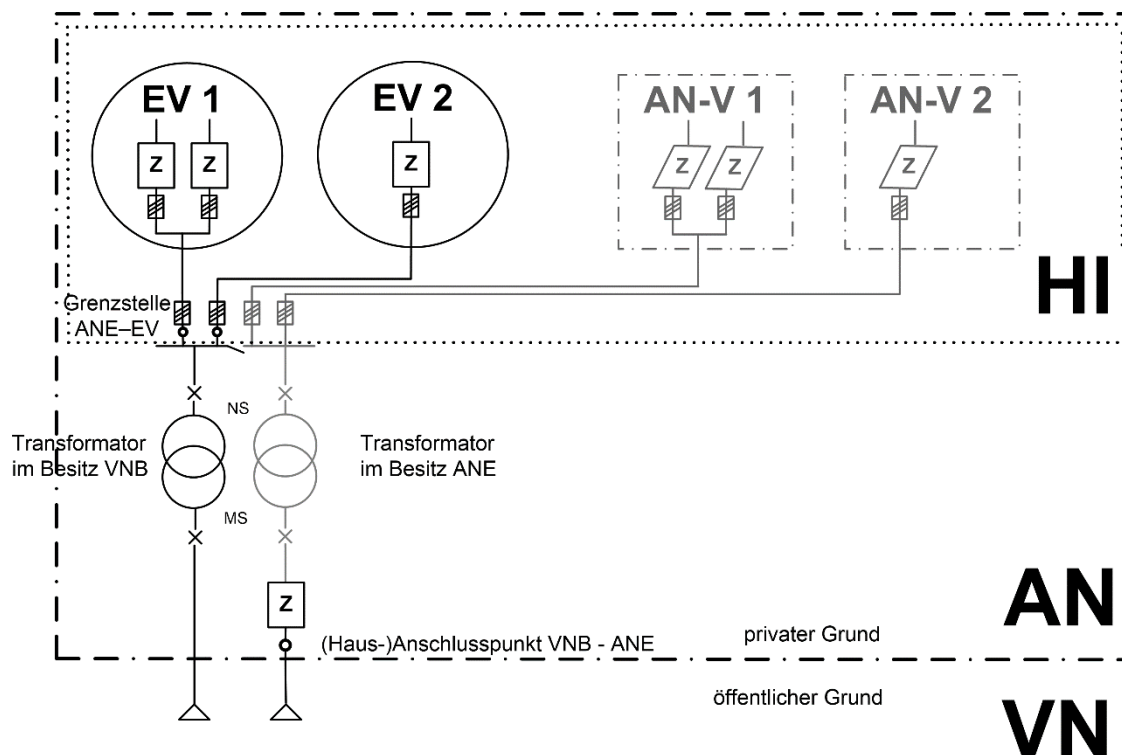 EV 1
EV 2
AN-V 1
AN-V 2
Z
Z
Z
Z
Z
Z
HI
Grenzstelle
ANE–EV
NS
Transformator
im Besitz VNB
Transformator
im Besitz ANE
MS
Z
AN
(Haus-)Anschlusspunkt VNB - ANE
privater Grund
öffentlicher Grund
VN